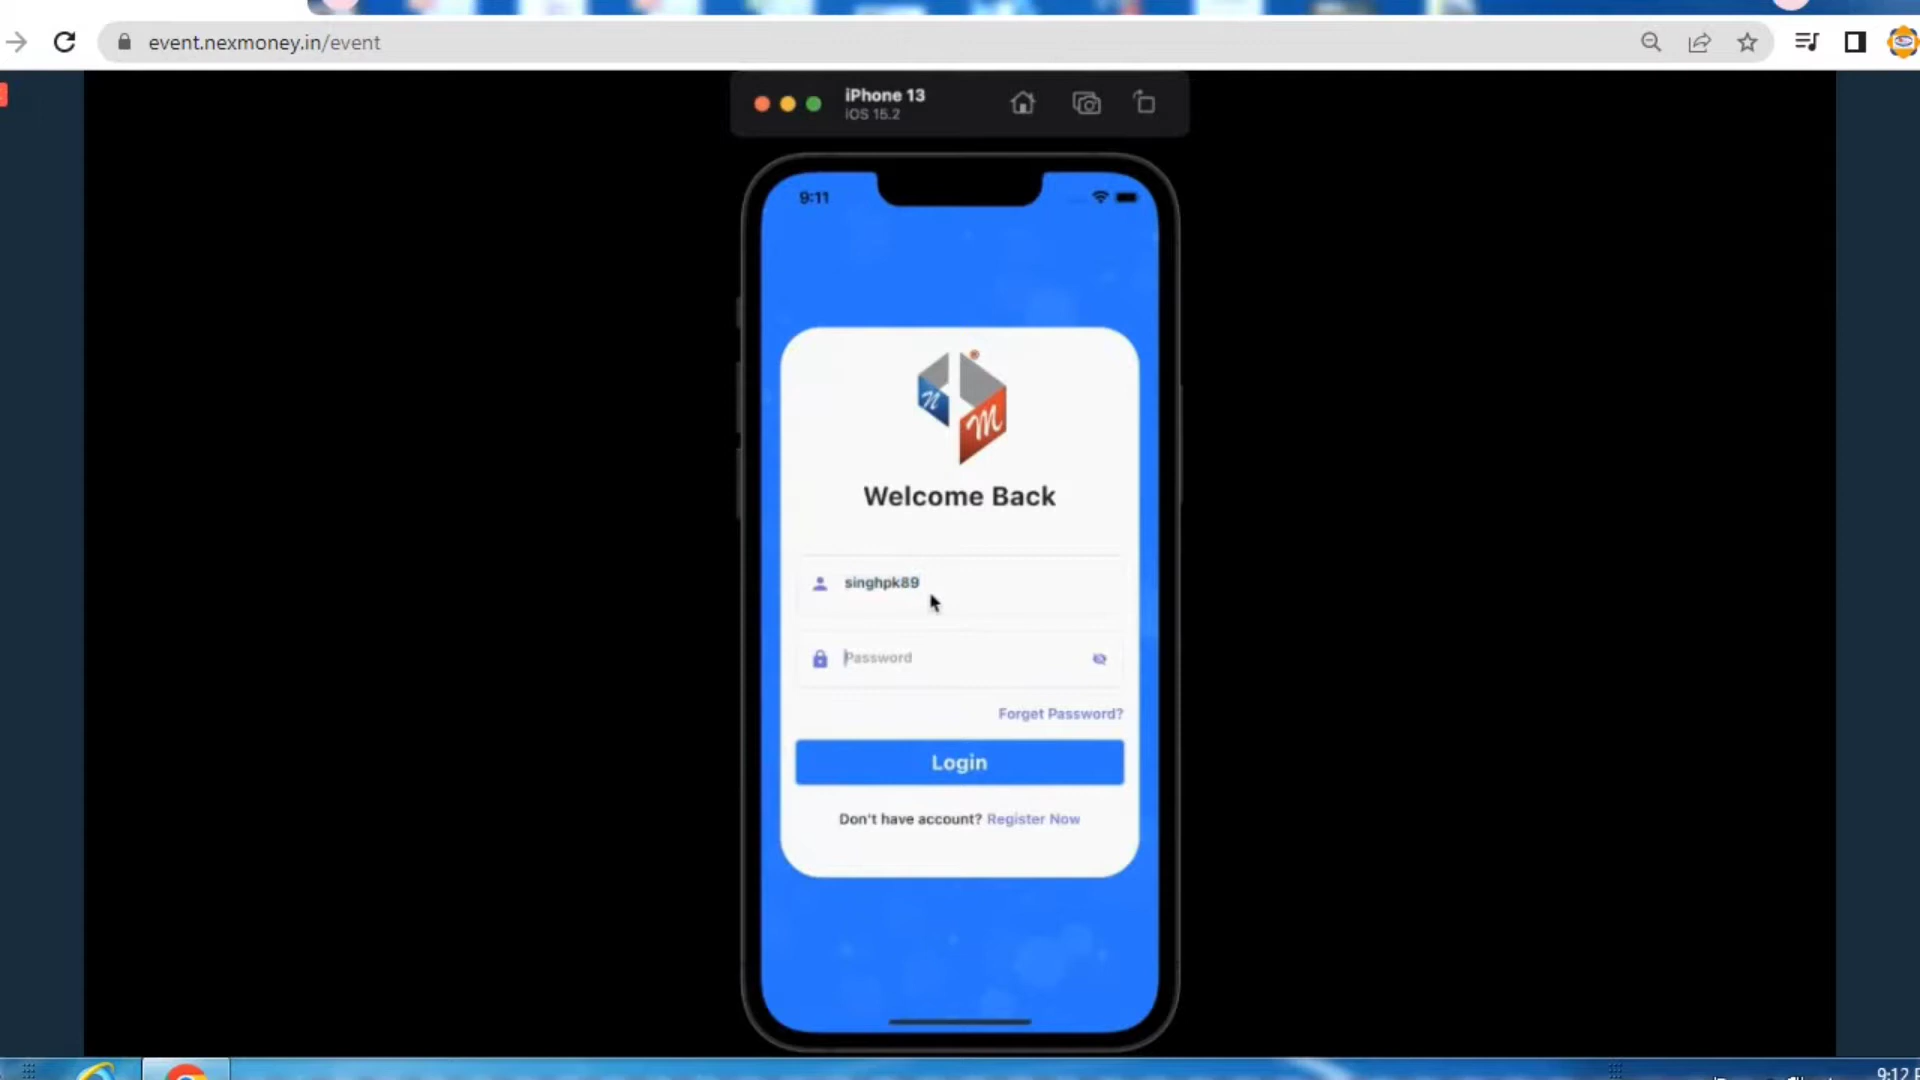 event.nexmoney.in/event
iPhone 13
iOS 15.2
9:11
n
m
Welcome Back
singhpk89
Password
Forget Password?
Login
Don't have account? Register Now
9:12